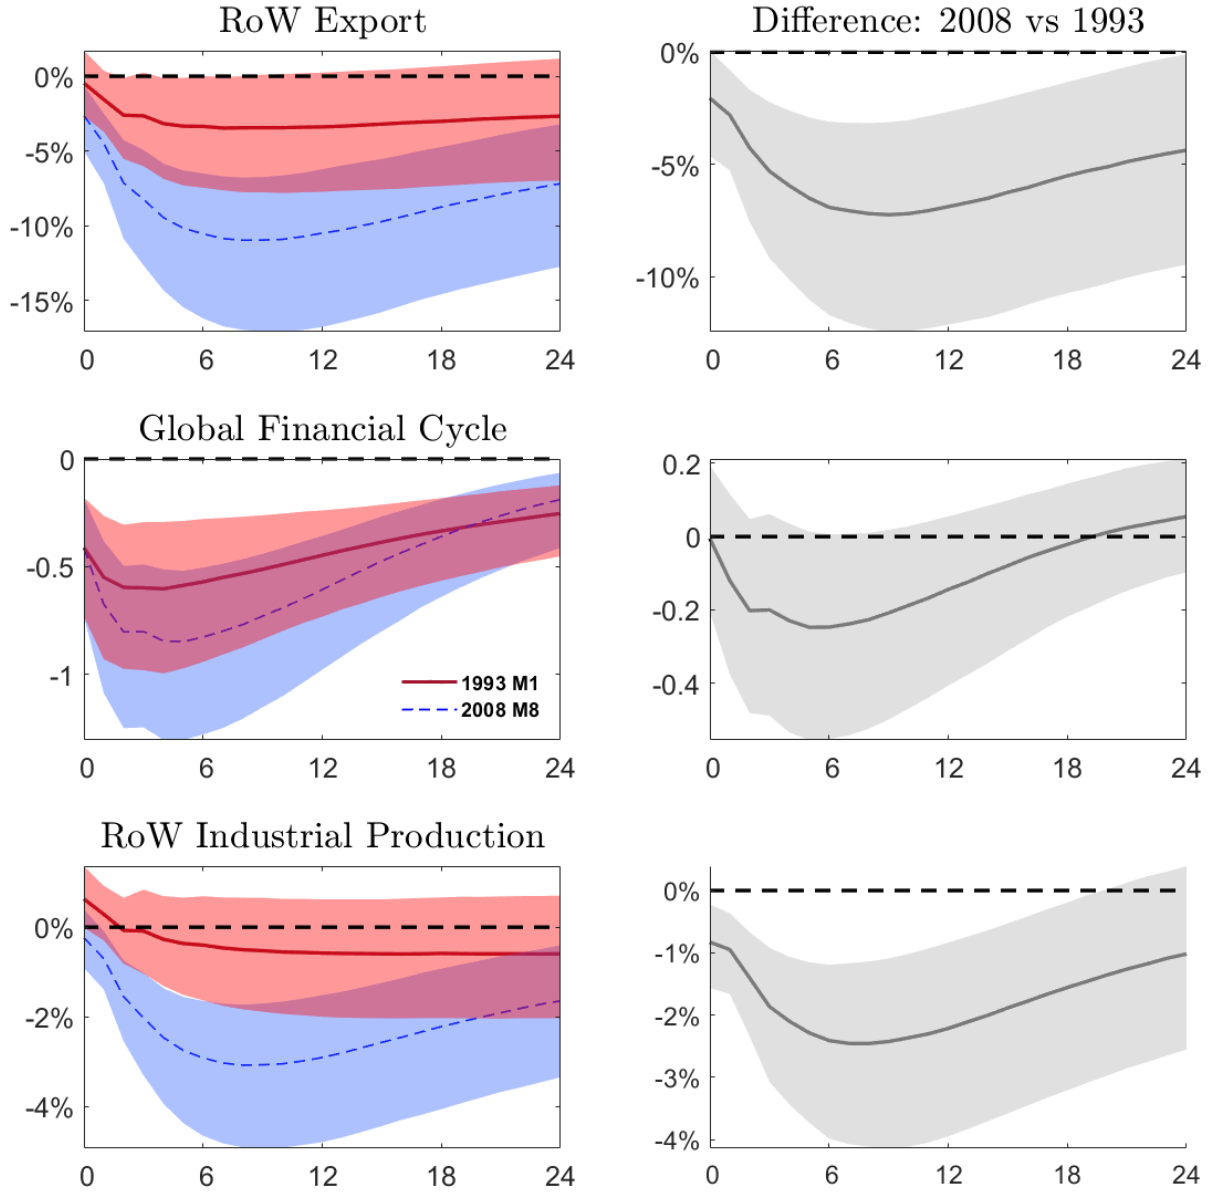 RoW Export
Difference: 2008 vs 1993
0%
-5%
-10%
-15%
0 6 12 18 24
0%
-5%
-10%
0 6 12 18 24
Global Financial Cycle
0
-0.5
-1
1993 M1
2008 M8
0 6 12 18 24
0.2
0
-0.2
-0.4
0 6 12 18 24
RoW Industrial Production
0%
-2%
-4%
0 6 12 18 24
0%
-1%
-2%
-3%
-4%
0 6 12 18 24